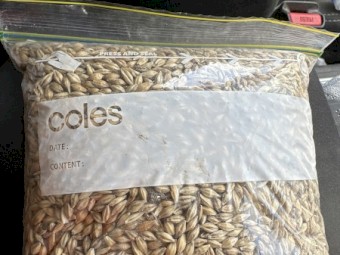 PRESS AND SEAL
coles
DATE:
CONTENT: